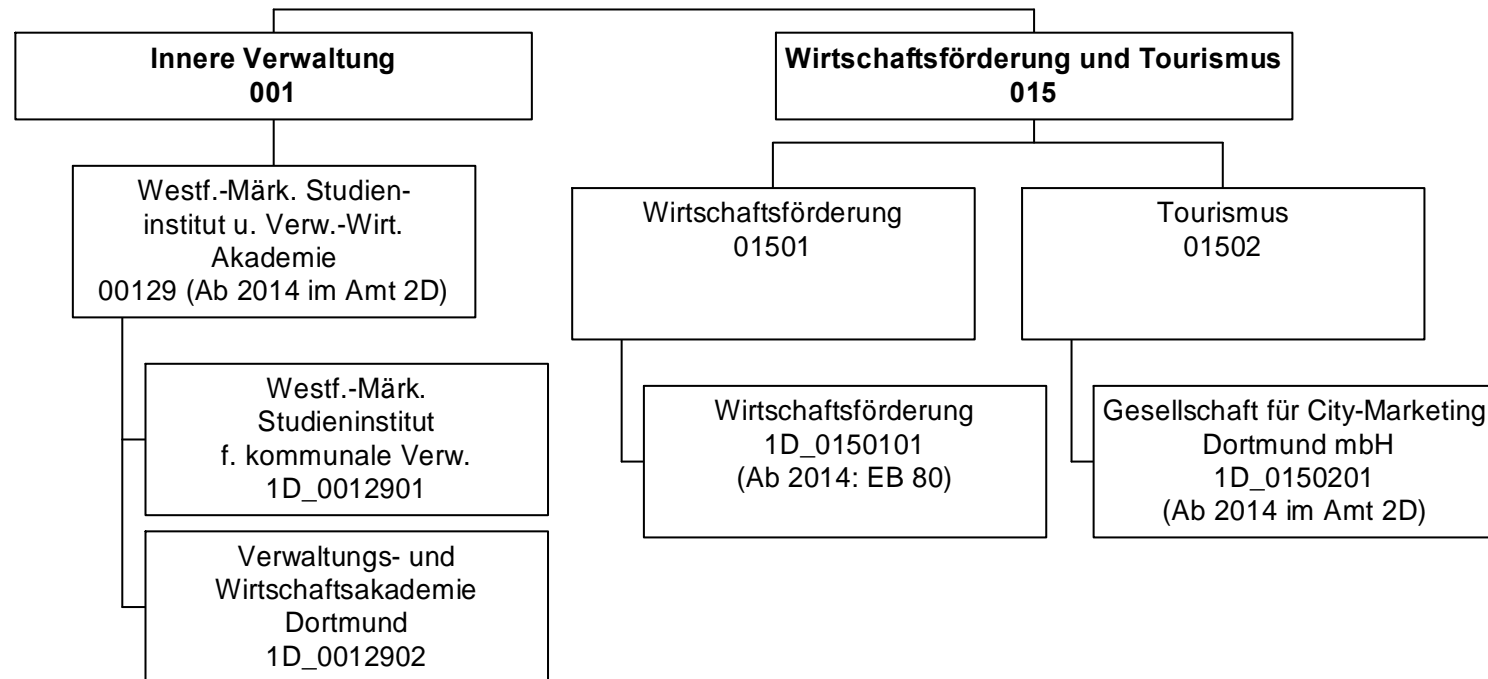 Innere Verwaltung
001
Wirtschaftsförderung und Tourismus
015
Westf.-Märk. Studien-
institut u. Verw.-Wirt.
Akademie
00129 (Ab 2014 im Amt 2D)
Wirtschaftsförderung
01501
Tourismus
01502
Westf.-Märk.
Studieninstitut
f. kommunale Verw.
1D_0012901
Wirtschaftsförderung
1D_0150101
(Ab 2014: EB 80)
Gesellschaft für City-Marketing
Dortmund mbH
1D_0150201
(Ab 2014 im Amt 2D)
Verwaltungs- und
Wirtschaftsakademie
Dortmund
1D_0012902